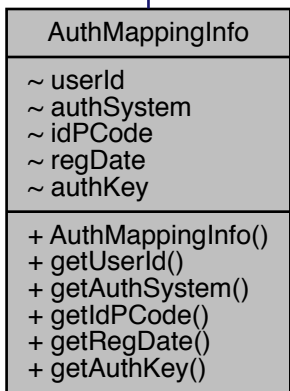 AuthMappingInfo
~ userId
~ authSystem
~ idPCode
~ regDate
~ authKey
+ AuthMappingInfo()
+ getUserId()
+ getAuthSystem()
+ getIdPCode()
+ getRegDate()
+ getAuthKey()